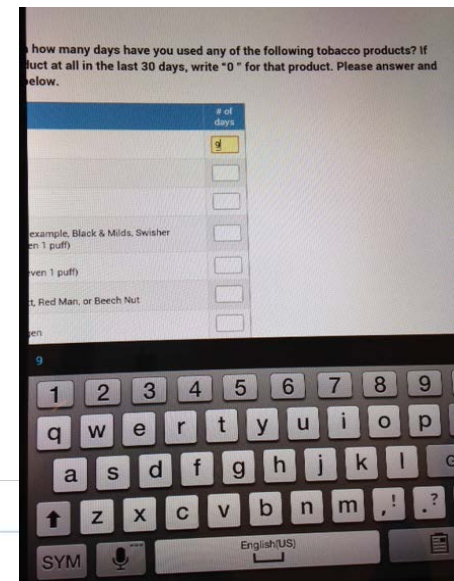 how many days have you used any of the following tobacco products? If
duct at all in the last 30 days, write "0 " for that product. Please answer and
below.
# of
days
9
example, Black & Milds, Swisher
en 1 puff)
even 1 puff)
t, Red Man, or Beech Nut
gen
9
1 2 3 4 5 6 7 8 9
q w e r t y u i o p
a s d f g h j k l
z x c v b n m , ! . ?
SYM English(US)